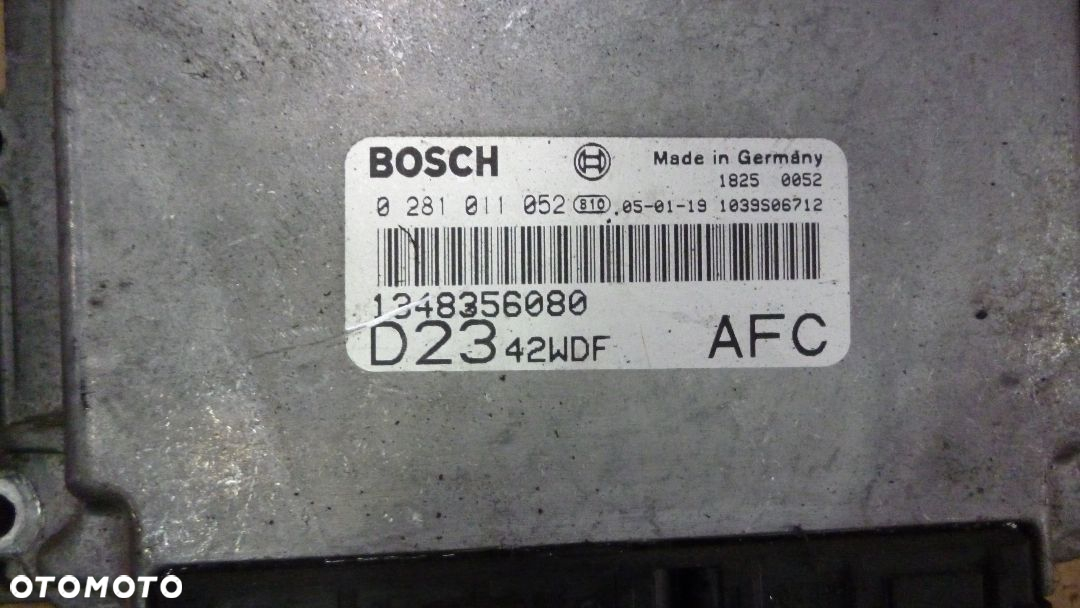 BOSCH Made in Germany
1825 0052
0 281 011 052 810 .05-01-19 1039S06712
1348356080
D23 42WDF AFC
OTOMOTO